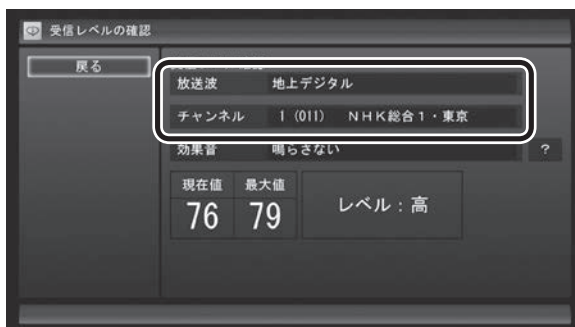 受信レベルの確認
戻る
放送波 地上デジタル
チャンネル 1 (011) NHK総合1・東京
効果音 鳴らさない ?
現在値 最大値
76 79 レベル：高